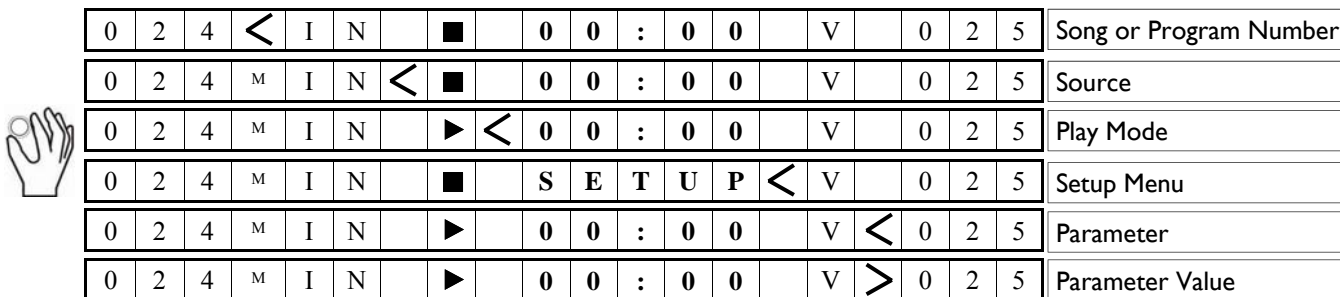 0 2 4 < I N ■ 0 0 : 0 0 V 0 2 5 Song or Program Number
0 2 4 M I N < ■ 0 0 : 0 0 V 0 2 5 Source
0 2 4 M I N ▶ < 0 0 : 0 0 V 0 2 5 Play Mode
0 2 4 M I N ■ S E T U P < V 0 2 5 Setup Menu
0 2 4 M I N ▶ 0 0 : 0 0 V < 0 2 5 Parameter
0 2 4 M I N ▶ 0 0 : 0 0 V > 0 2 5 Parameter Value